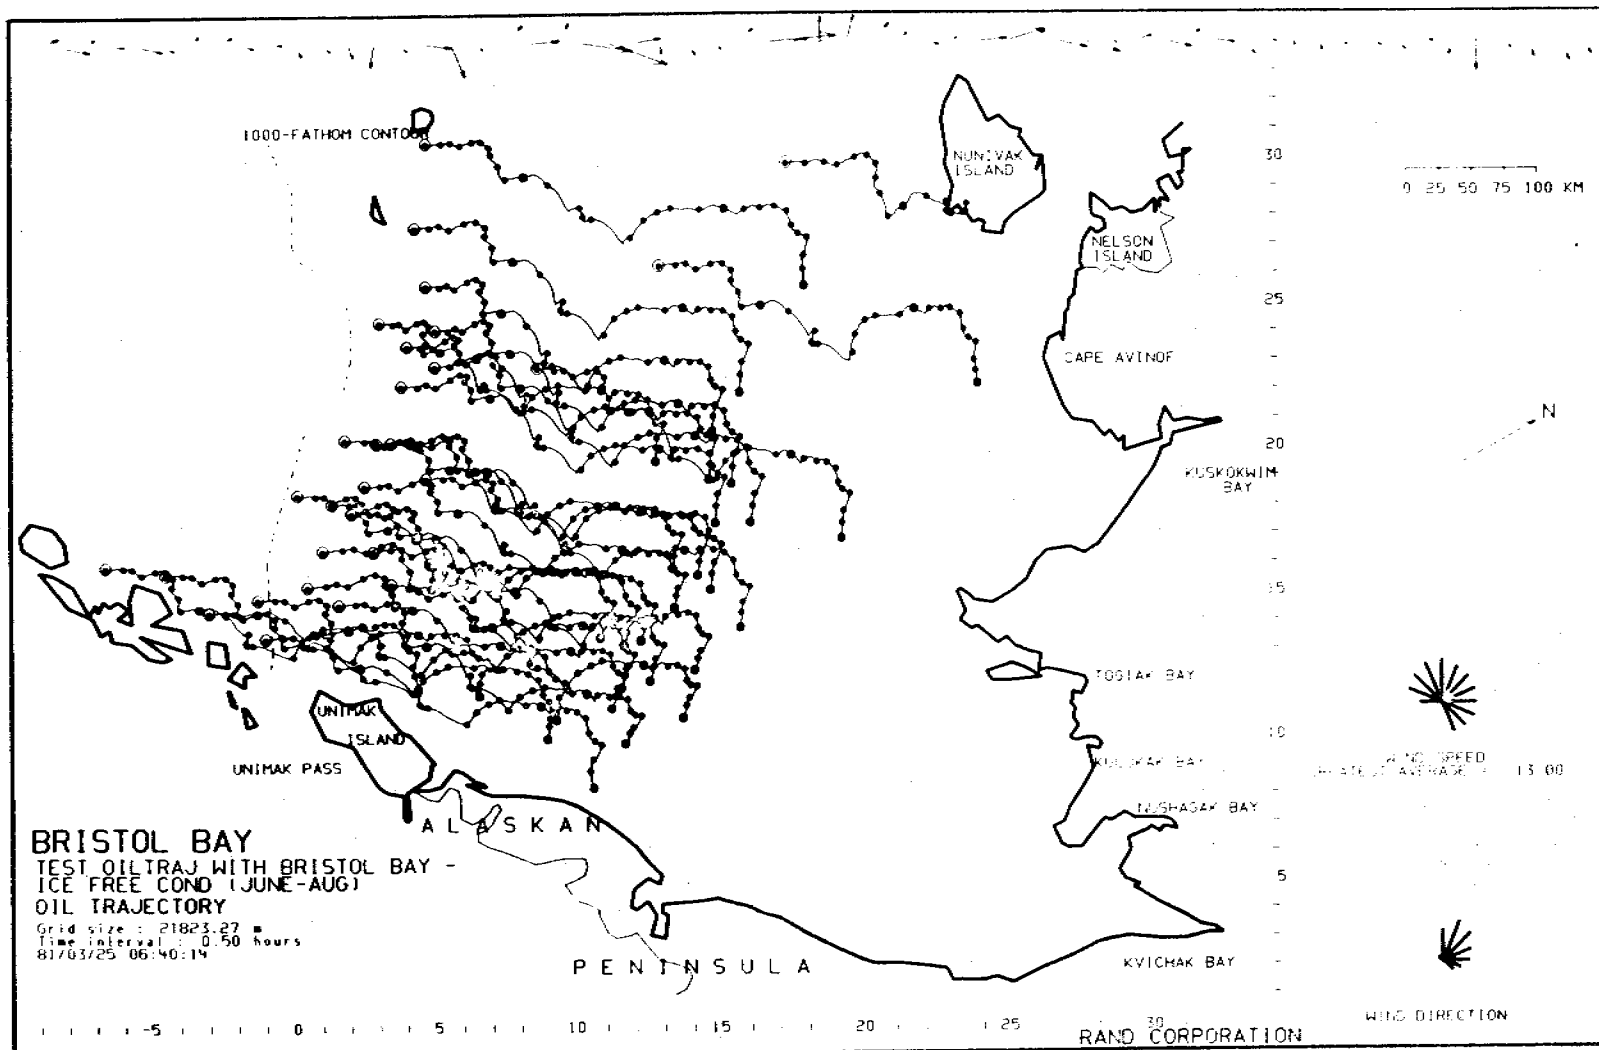 1000-FATHOM CONTOUR
NUNIVAK
ISLAND
30
0 25 50 75 100 KM
NELSON
ISLAND
25
CAPE AVINOF
N
20
KUSKOKWIM
BAY
15
TOGIAK BAY
UNIMAK
ISLAND
10
UNIMAK PASS
KULUKAK BAY
WIND SPEED
GREATEST AVERAGE = 13.00
NUSHAGAK BAY
ALASKAN
BRISTOL BAY
TEST OILTRAJ WITH BRISTOL BAY -
ICE FREE COND (JUNE-AUG)
5
OIL TRAJECTORY
Grid size : 21823.27 m
Time interval : 0.50 hours
81/03/25 06:40:14
PENINSULA
KVICHAK BAY
WIND DIRECTION
-5 0 5 10 15 20 25 30
RAND CORPORATION